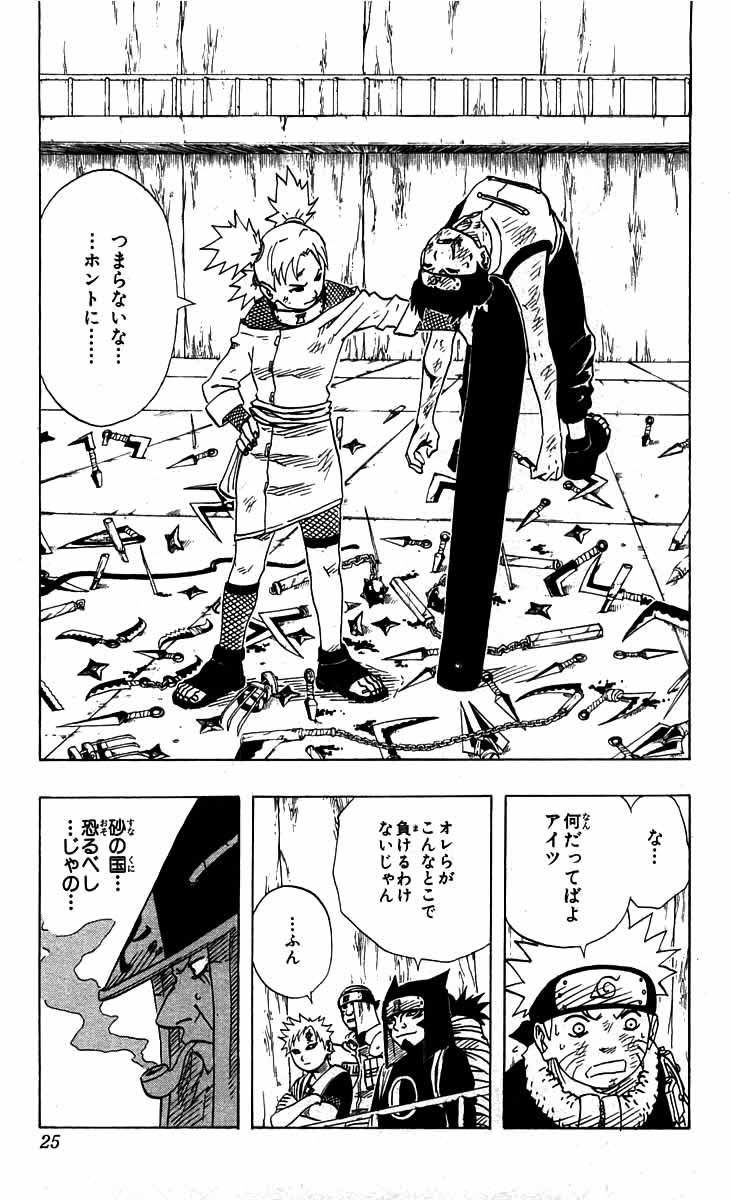 つまらないな…
…ホントに……
な…
何だってばよ
アイツ
オレらが
こんなとこで
負けるわけ
ないじゃん
…ふん
砂の国…
恐るべし
…じゃの…
25